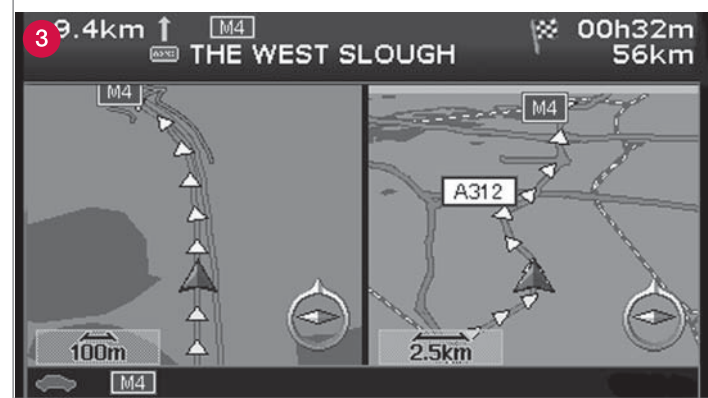 3
9.4km M4 00h32m
THE WEST SLOUGH 56km
M4
M4
A312
100m
2.5km
M4